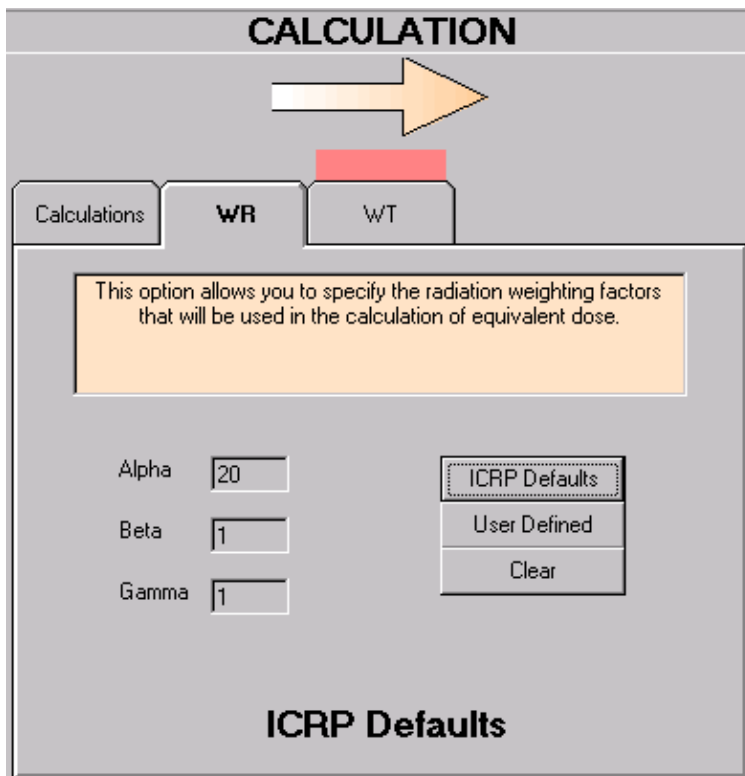 CALCULATION
Calculations
WR
WT
This option allows you to specify the radiation weighting factors
that will be used in the calculation of equivalent dose.
Alpha 20
ICRP Defaults
Beta 1
User Defined
Clear
Gamma 1
ICRP Defaults